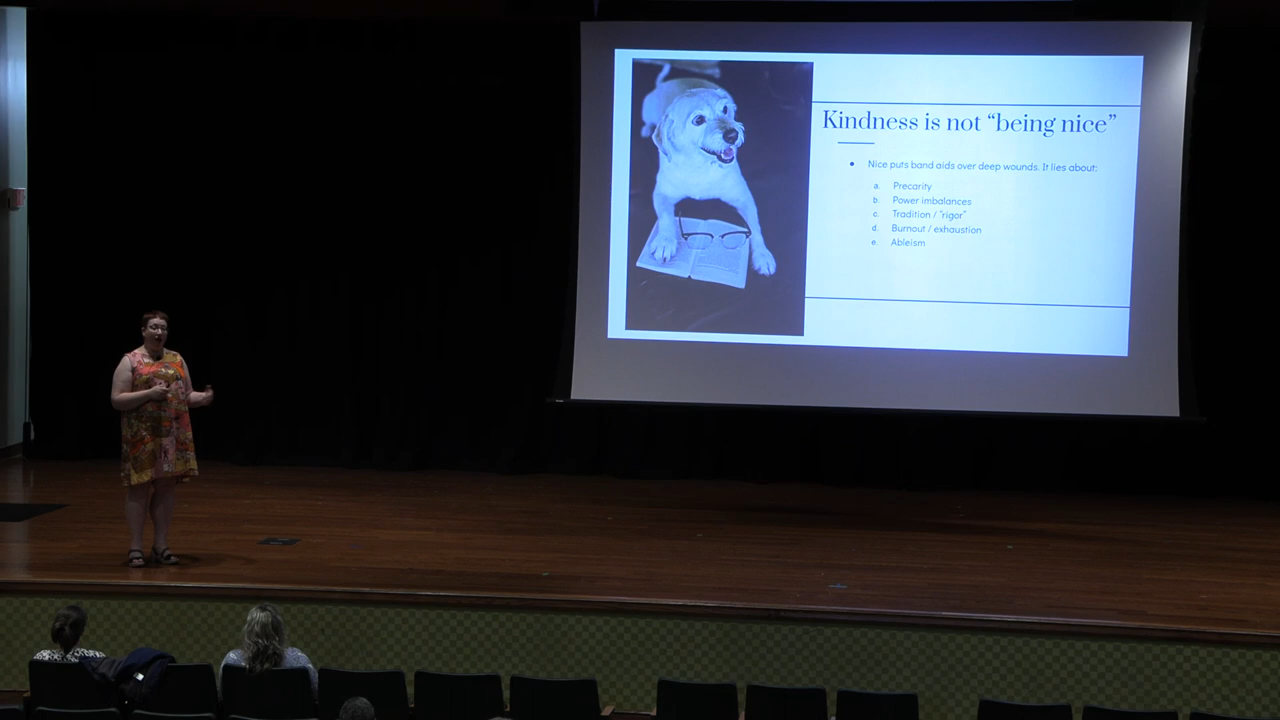 Kindness is not “being nice”
● Nice puts band aids over deep wounds. It lies about:
a. Precarity
b. Power imbalances
c. Tradition / “rigor”
d. Burnout / exhaustion
e. Ableism